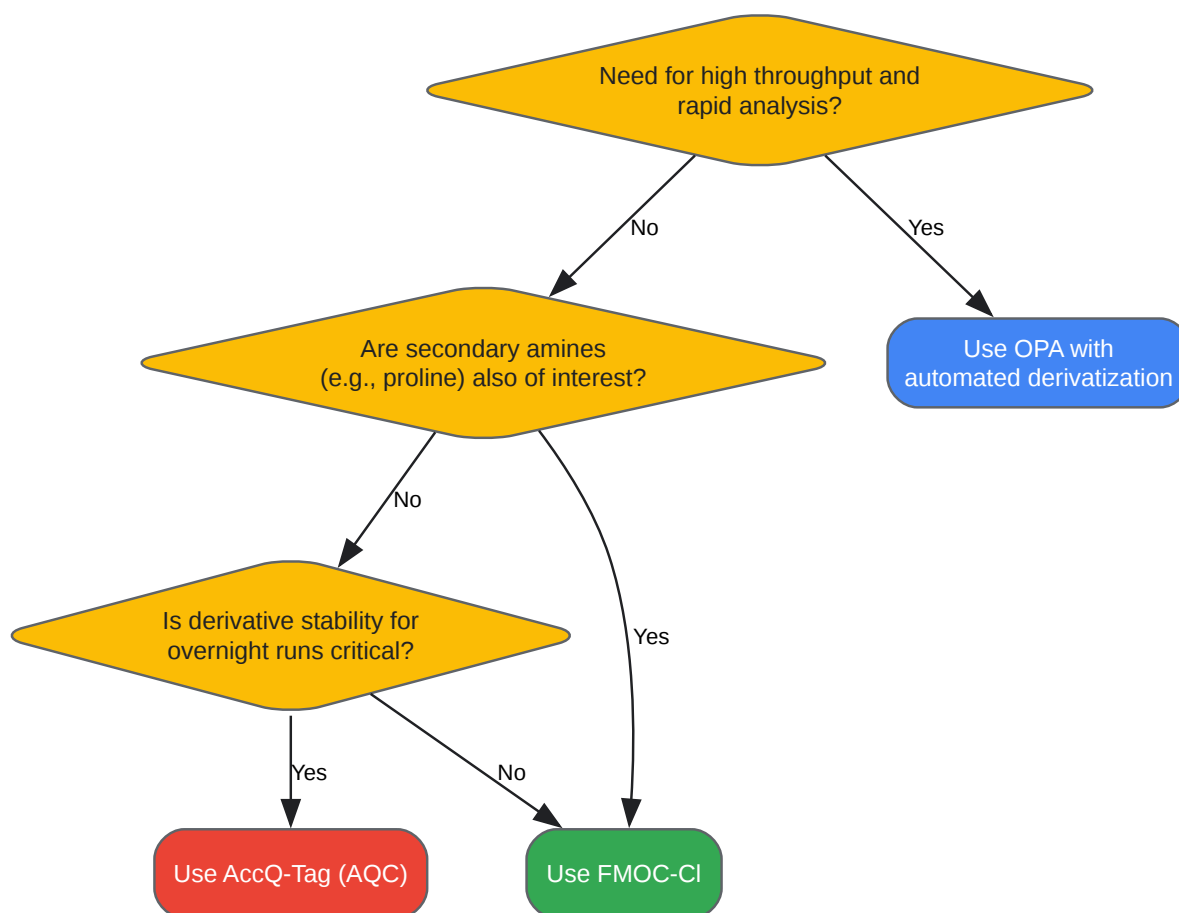 Need for high throughput and
rapid analysis?
No
Yes
Are secondary amines
(e.g., proline) also of interest?
Use OPA with
automated derivatization
No
Yes
Is derivative stability for
overnight runs critical?
Yes
No
Use AccQ-Tag (AQC)
Use FMOC-Cl